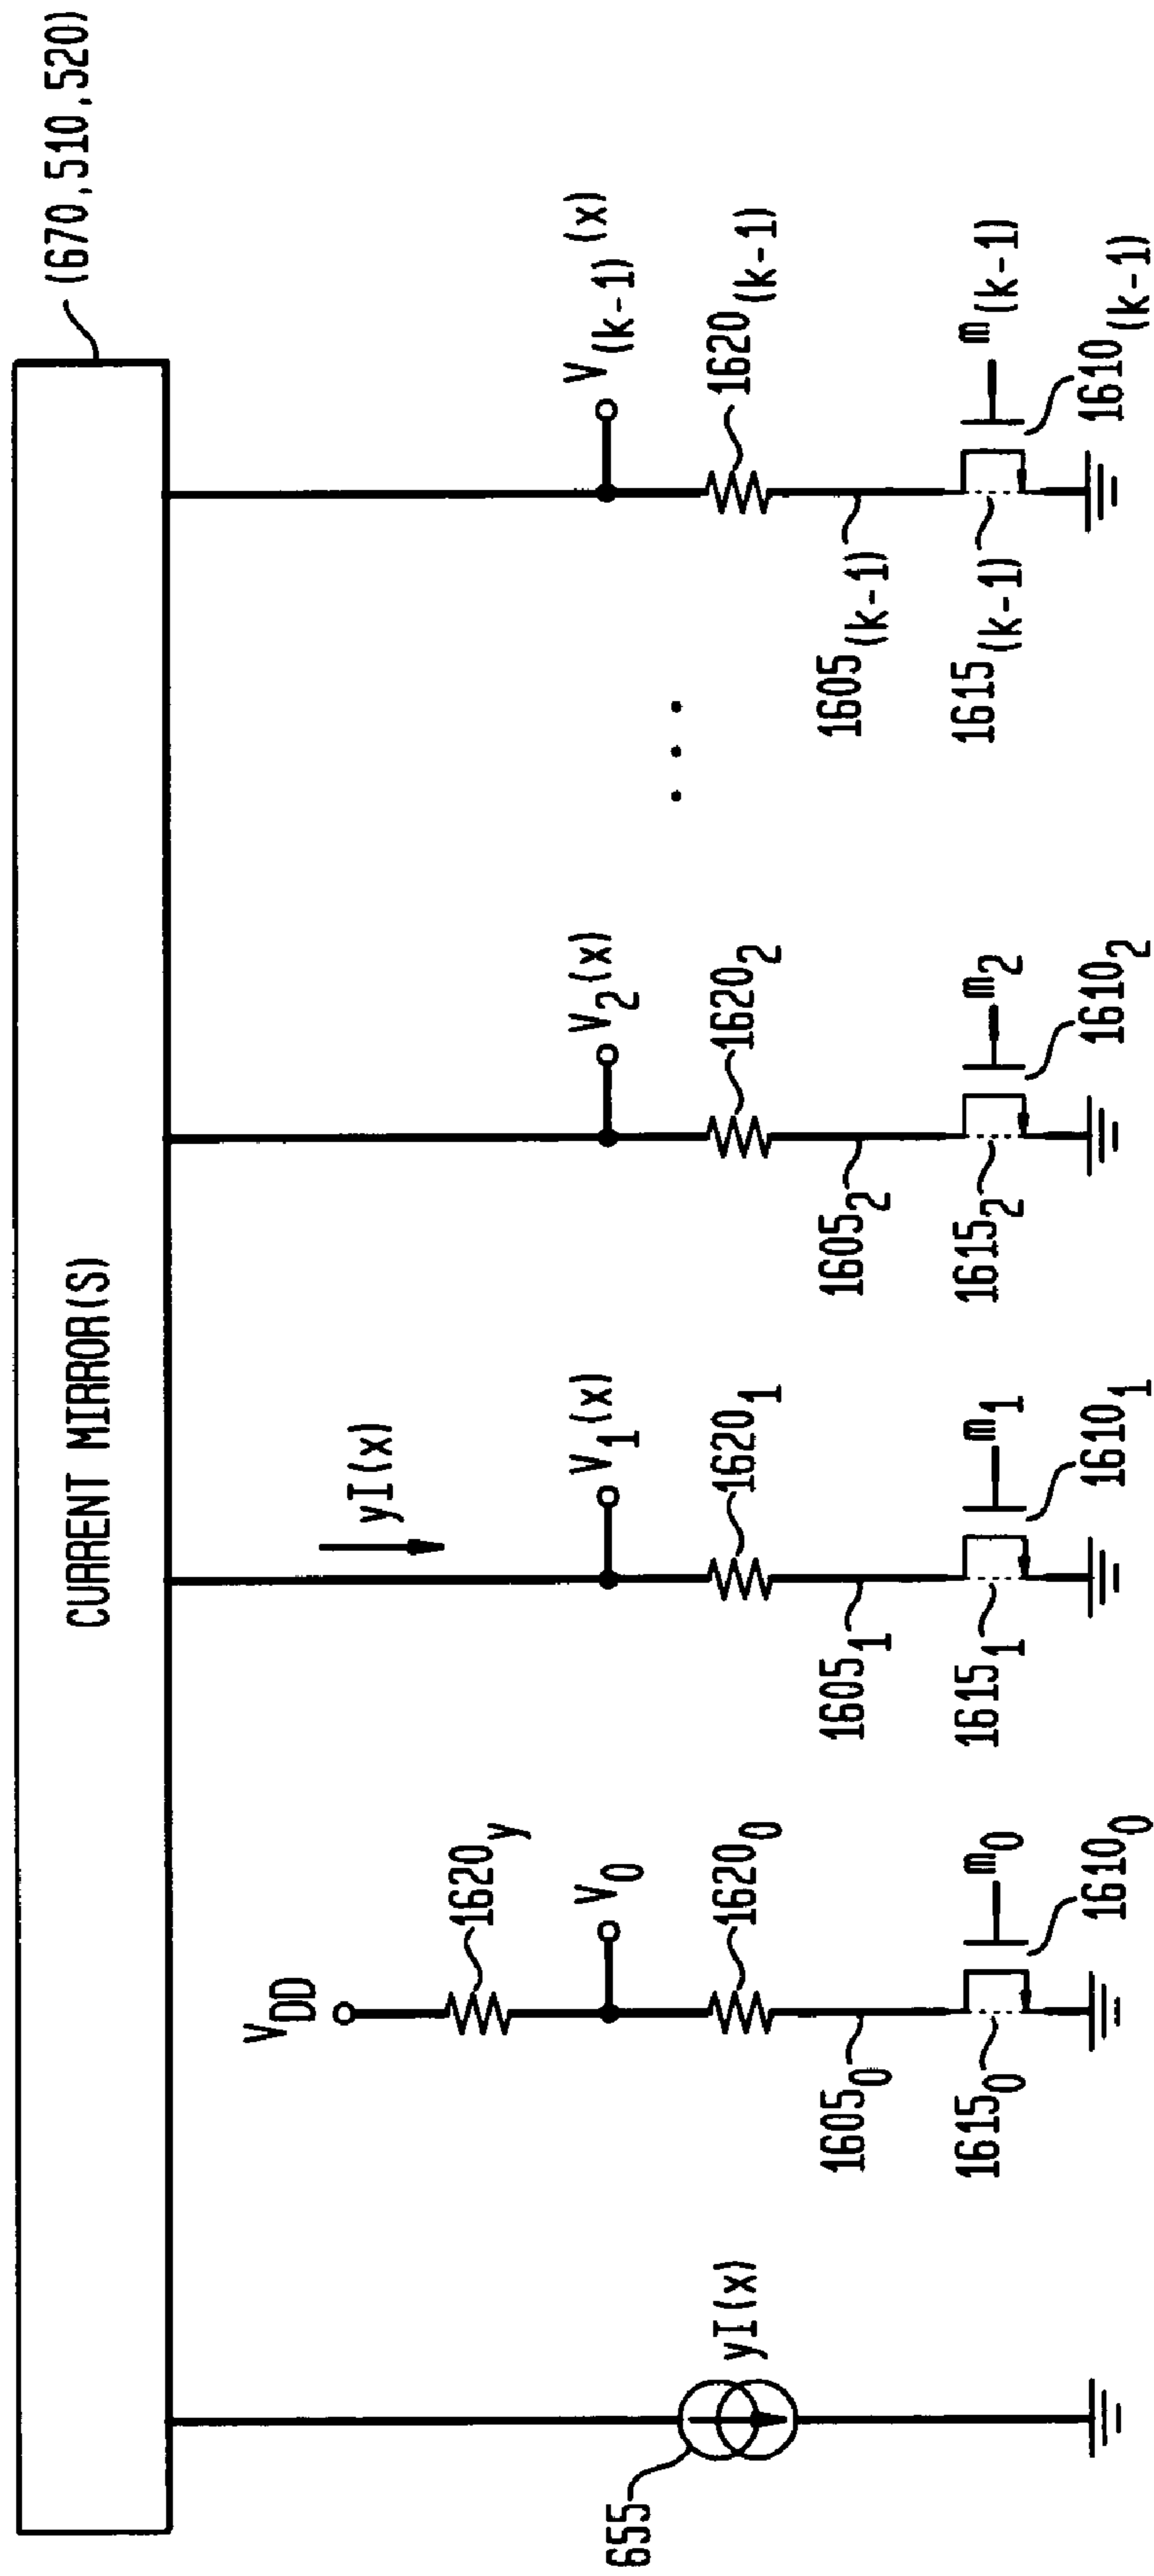 (670,510,520)
CURRENT MIRROR(S)
yI(x)
655
yI(x)
VDD
1620y
V0
16200
16050
m0
16150
16100
V1(x)
16201
16051
m1
16151
16101
V2(x)
16202
16052
m2
16152
16102
. . .
V(k-1)(x)
1620(k-1)
1605(k-1)
m(k-1)
1615(k-1)
1610(k-1)